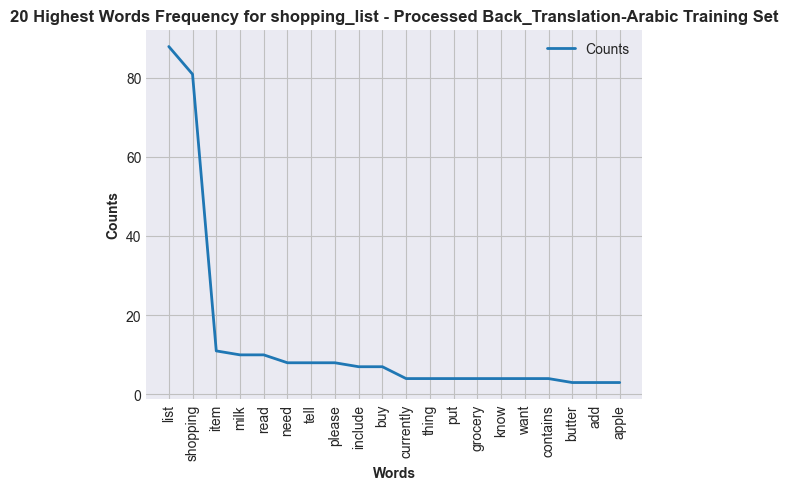 20 Highest Words Frequency for shopping_list - Processed Back_Translation-Arabic Training Set
Counts
80
60
40
20
0
Counts
list
shopping
item
milk
read
need
tell
please
include
buy
currently
thing
put
grocery
know
want
contains
butter
add
apple
Words